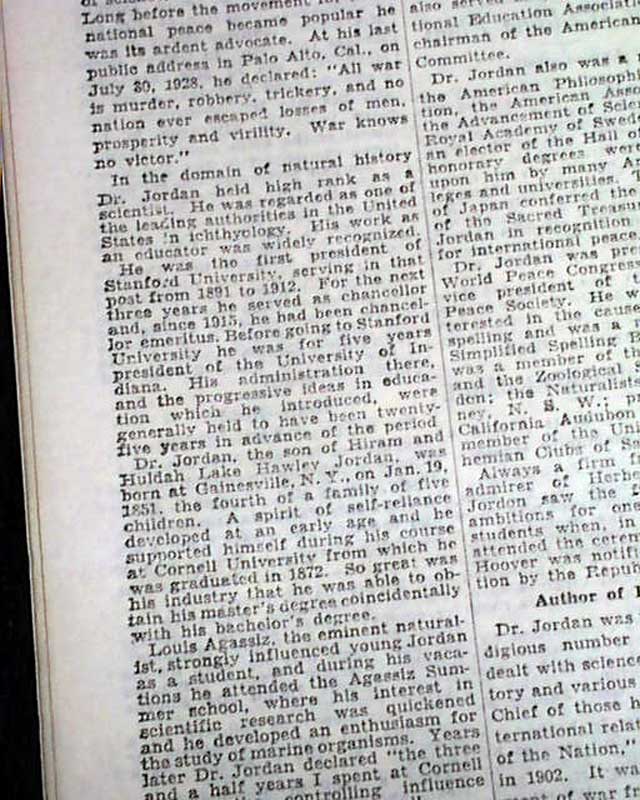 Long before the movement
national peace became popular he
was its ardent advocate. At his last
public address in Palo Alto, Cal., on
July 30, 1928, he declared: "All war
is murder, robbery, trickery, and no
nation ever escaped losses of men,
prosperity and virility. War knows
no victor."
In the domain of natural history
Dr. Jordan held high rank as a
scientist. He was regarded as one of
the leading authorities in the United
States in ichthyology. His work as
an educator was widely recognized.
He was the first president of
Stanford University, serving in that
post from 1891 to 1912. For the next
three years he served as chancellor
and, since 1915, he had been chancel-
lor emeritus. Before going to Stanford
University he was for five years
president of the University of In-
diana. His administration there,
and the progressive ideas in educa-
tion which he introduced, were
generally held to have been twenty-
five years in advance of the period
Dr. Jordan, the son of Hiram and
Huldah Lake Hawley Jordan, was
born at Gainesville, N. Y., on Jan. 19,
1851, the fourth of a family of five
children. A spirit of self-reliance
developed at an early age and he
supported himself during his course
at Cornell University from which he
was graduated in 1872. So great was
his industry that he was able to ob-
tain his master's degree coincidentally
with his bachelor's degree.
Louis Agassiz, the eminent natural-
ist, strongly influenced young Jordan
as a student, and during his vaca-
tions he attended the Agassiz Sum-
mer school, where his interest in
scientific research was quickened
and he developed an enthusiasm for
the study of marine organisms. Years
later Dr. Jordan declared "the three
and a half years I spent at Cornell
controlling influence
also served
tional Education Associati
chairman of the American
Committee.
Dr. Jordan also was a
the American Philosoph
tion, the American Asso
the Advancement of Scie
Royal Academy of Swed
an elector of the Hall o
honorary degrees wer
upon him by many A
leges and universities. T
of Japan conferred the
of the Sacred Treasu
Jordan in recognition
for international peace.
Dr. Jordan was pre
World Peace Congress
vice president of t
Peace Society. He w
terested in the cause
spelling and was a
Simplified Spelling B
was a member of th
and the Zoological S
don; the Naturalists
ney, N. S. W.; p
California Audubon
member of the Uni
hemian Clubs of Sa
Always a firm f
admirer of Herbe
Jordan saw the
ambitions for one
students when, in
attended the cerem
Hoover was notifi
tion by the Repub
Author of
Dr. Jordan was
digious number
dealt with science
tory and various
Chief of those h
ternational rela
of the Nation,"
in 1902. It wa
ment of war fr